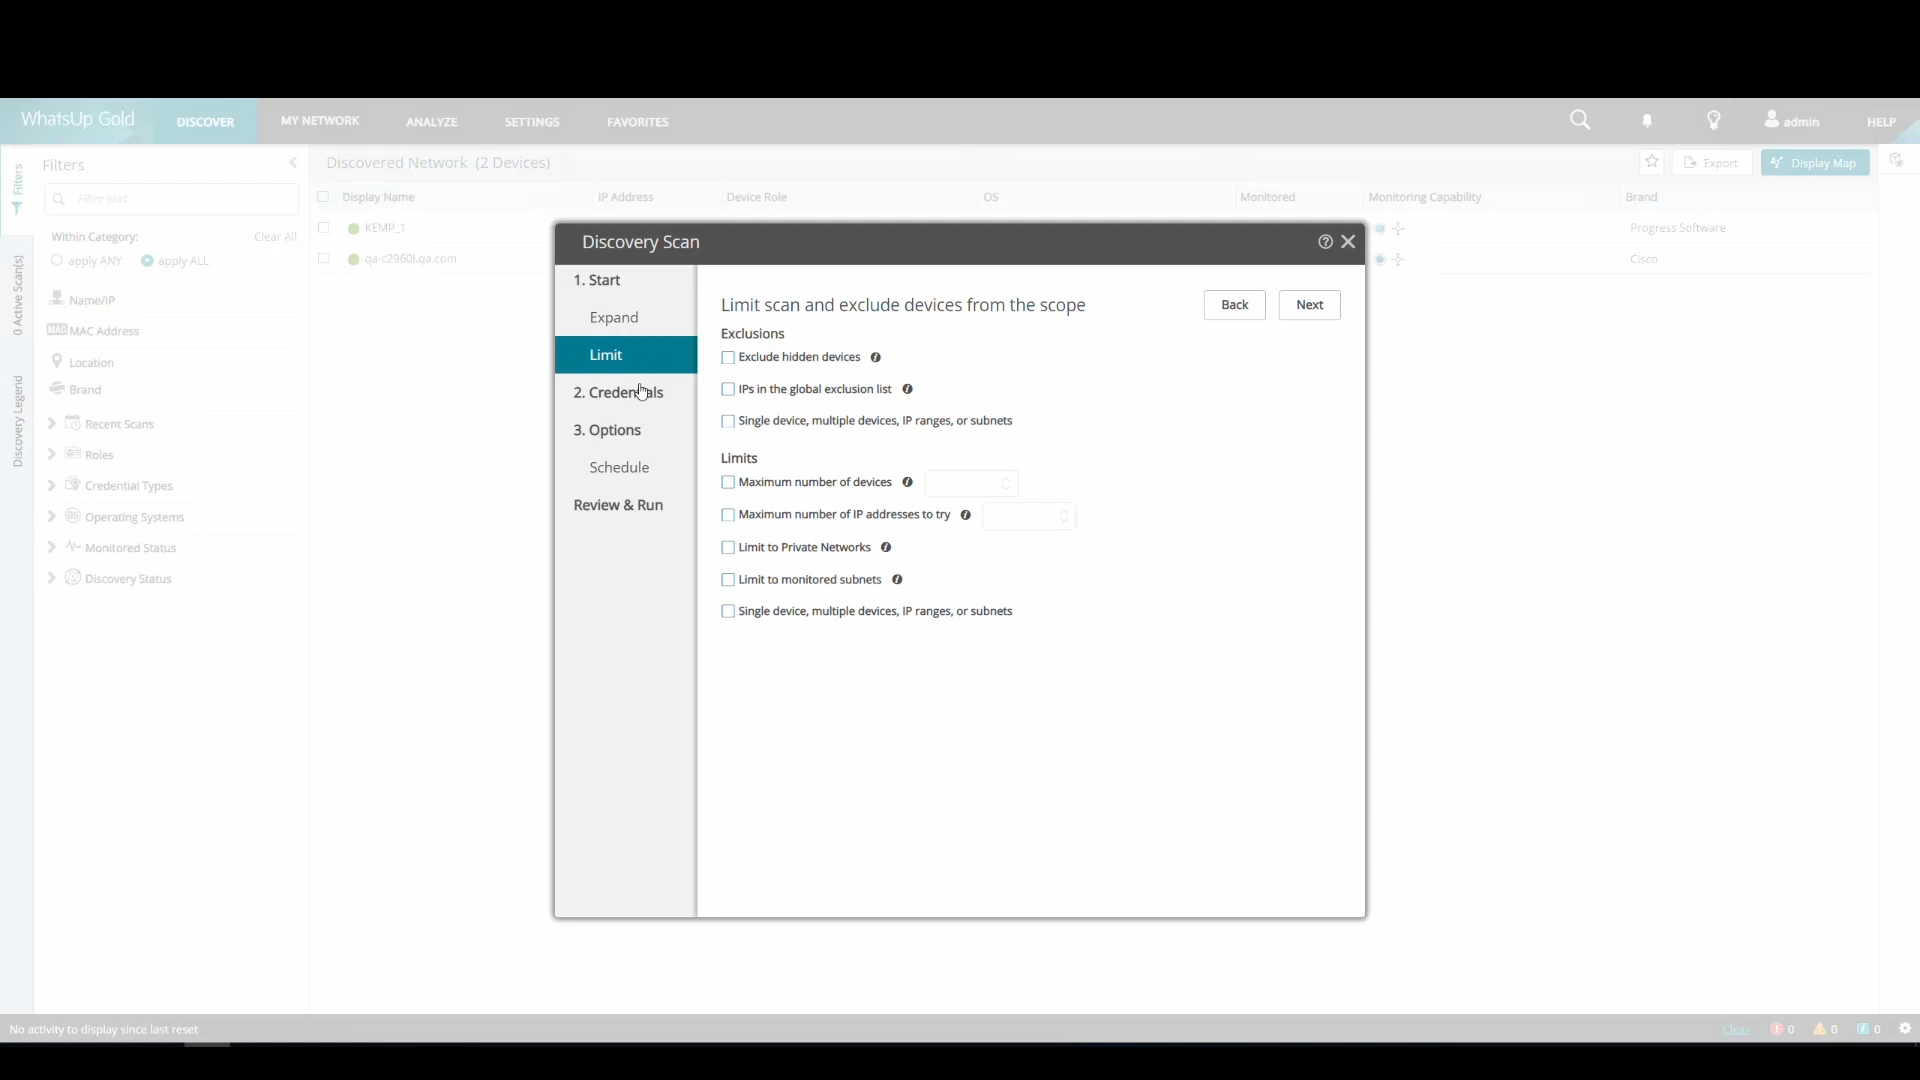 WhatsUp Gold
DISCOVER
MY NETWORK
ANALYZE
SETTINGS
FAVORITES
admin
HELP
Filters
Filters
Discovered Network (2 Devices)
Export
Display Map
Filter text
Display Name
IP Address
Device Role
OS
Monitored
Monitoring Capability
Brand
Within Category:
Clear All
KEMP_1
Progress Software
apply ANY
apply ALL
qa-c2960l.qa.com
Cisco
0 Active Scan(s)
Discovery Legend
Name/IP
MAC
MAC Address
Location
Brand
Recent Scans
Roles
Credential Types
OS
Operating Systems
Monitored Status
Discovery Status
Discovery Scan
1. Start
Expand
Limit
2. Credentials
3. Options
Schedule
Review & Run
Limit scan and exclude devices from the scope
Back
Next
Exclusions
Exclude hidden devices
IPs in the global exclusion list
Single device, multiple devices, IP ranges, or subnets
Limits
Maximum number of devices
Maximum number of IP addresses to try
Limit to Private Networks
Limit to monitored subnets
Single device, multiple devices, IP ranges, or subnets
No activity to display since last reset
Clear
0
0
0